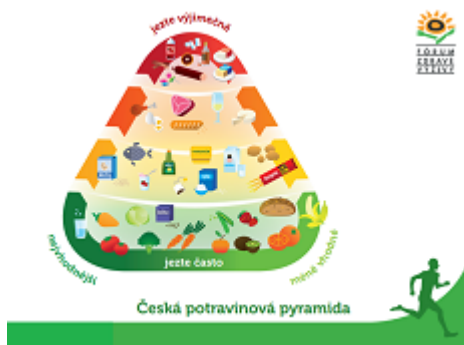 jezte výjimečně
FÓRUM
ZDRAVÉ
VÝŽIVY
jezte často
nejvhodnější
méně vhodné
Česká potravinová pyramida